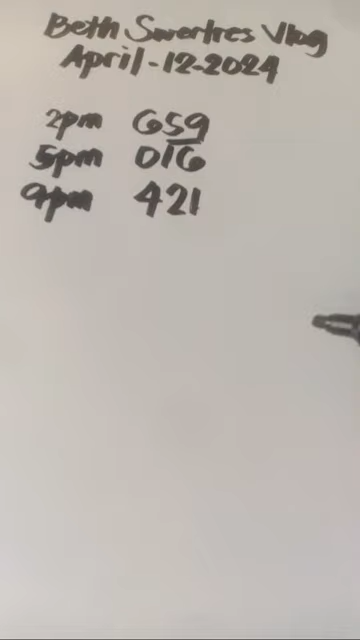 Beth Swertres Vlog
April-12-2024
2pm 659
5pm 016
9pm 421